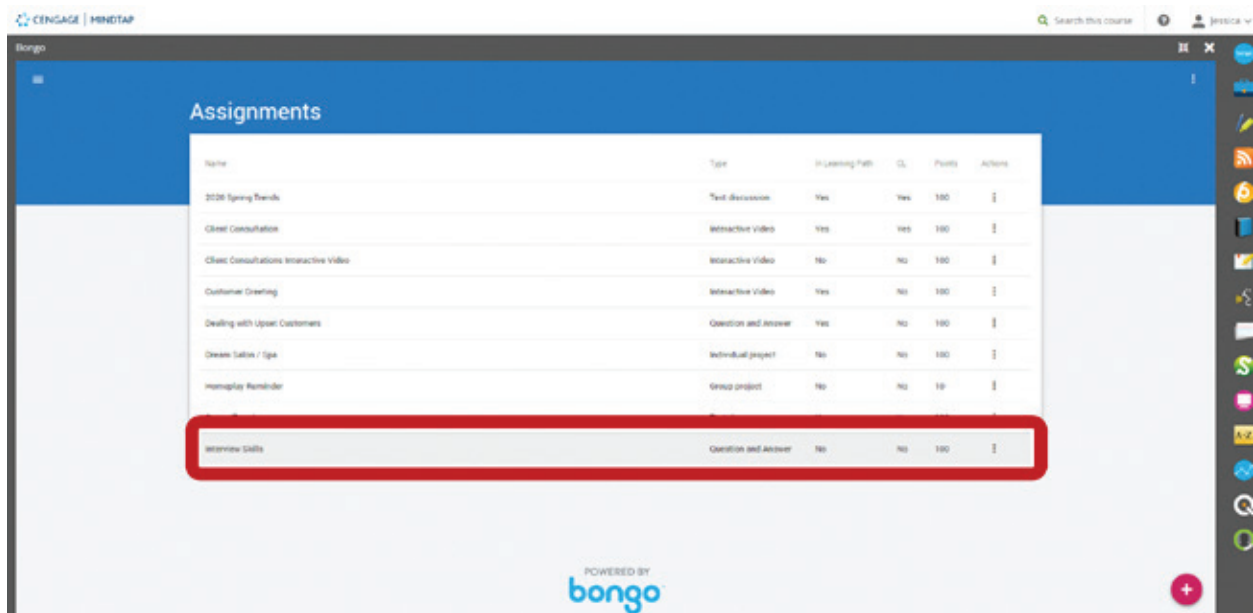 CENGAGE | MINDTAP Search this course Jessica
Bongo
Assignments
Name Type In Learning Path CL Points Actions
2020 Spring Trends Text discussion Yes Yes 100
Client Consultation Interactive Video Yes Yes 100
Client Consultations Interactive Video Interactive Video No No 100
Customer Greeting Interactive Video Yes No 100
Dealing with Upset Customers Question and Answer Yes No 100
Dream Salon / Spa Individual project No No 100
Homeplay Reminder Group project No No 10
Interview Skills Question and Answer No No 100
POWERED BY
bongo
A-Z